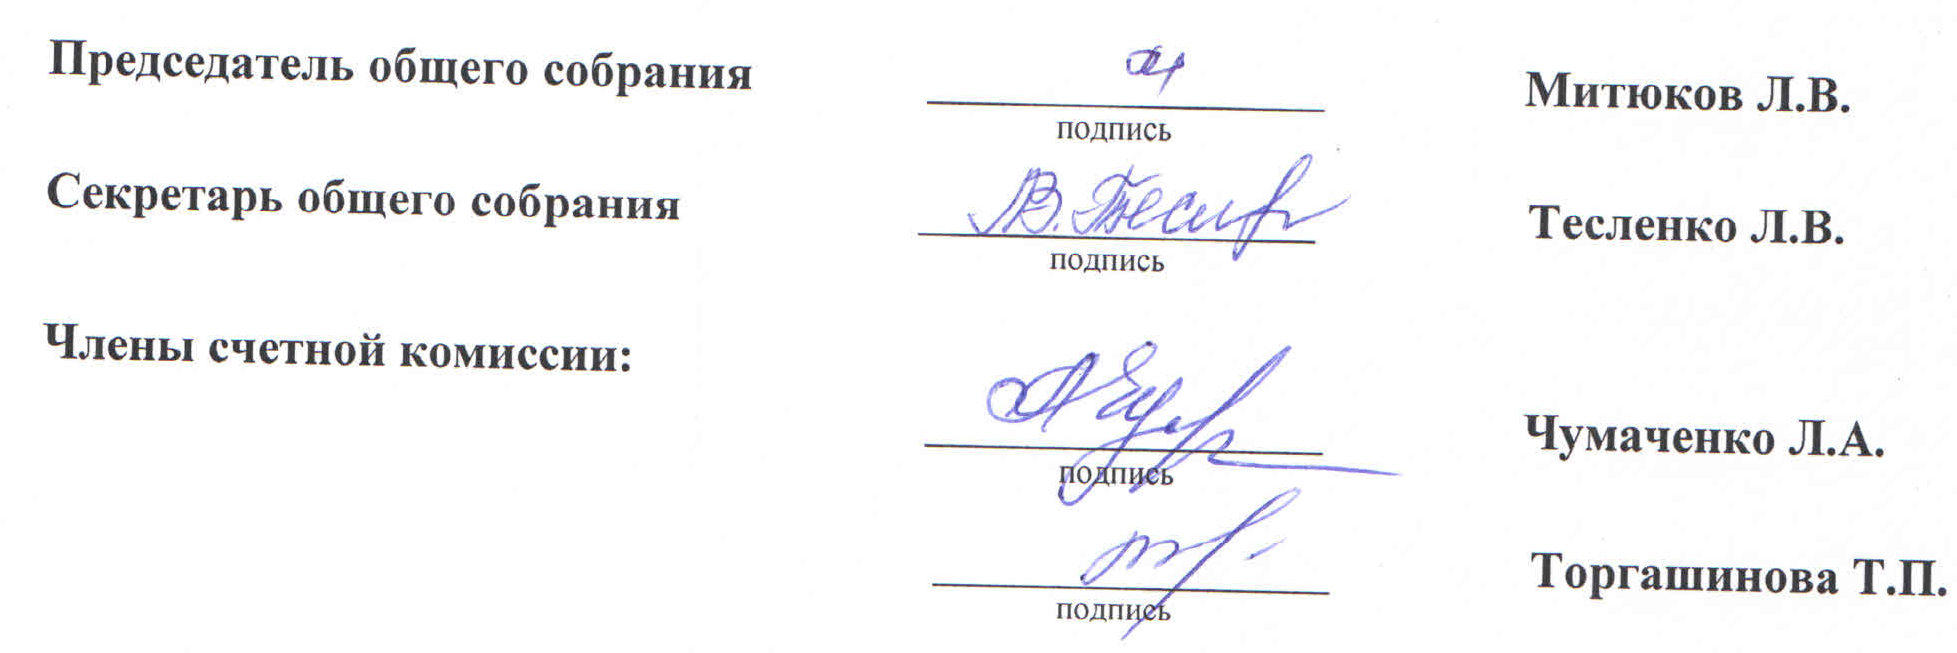 Председатель общего собрания Митюков Л.В.
подпись
Секретарь общего собрания Тесленко Л.В.
подпись
Члены счетной комиссии:
Чумаченко Л.А.
подпись
Торгашинова Т.П.
подпись